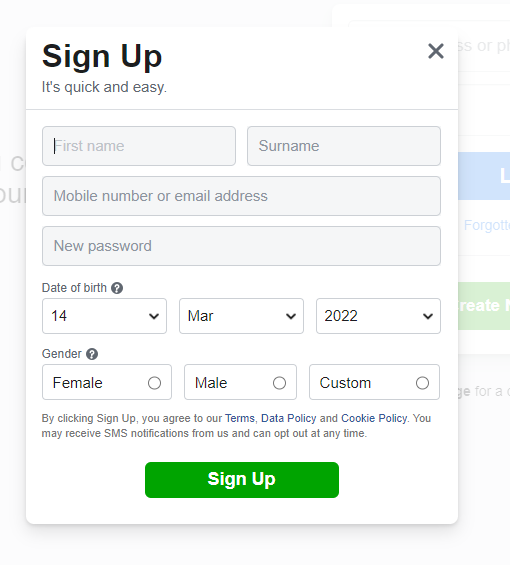 Sign Up
It's quick and easy.
First name
Surname
Mobile number or email address
New password
Date of birth
14
Mar
2022
Gender
Female
Male
Custom
By clicking Sign Up, you agree to our Terms, Data Policy and Cookie Policy. You
may receive SMS notifications from us and can opt out at any time.
Sign Up
or
Forgotte
reate
for a